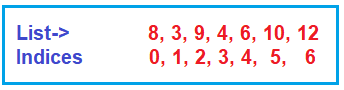 List-> 8, 3, 9, 4, 6, 10, 12
Indices 0, 1, 2, 3, 4, 5, 6